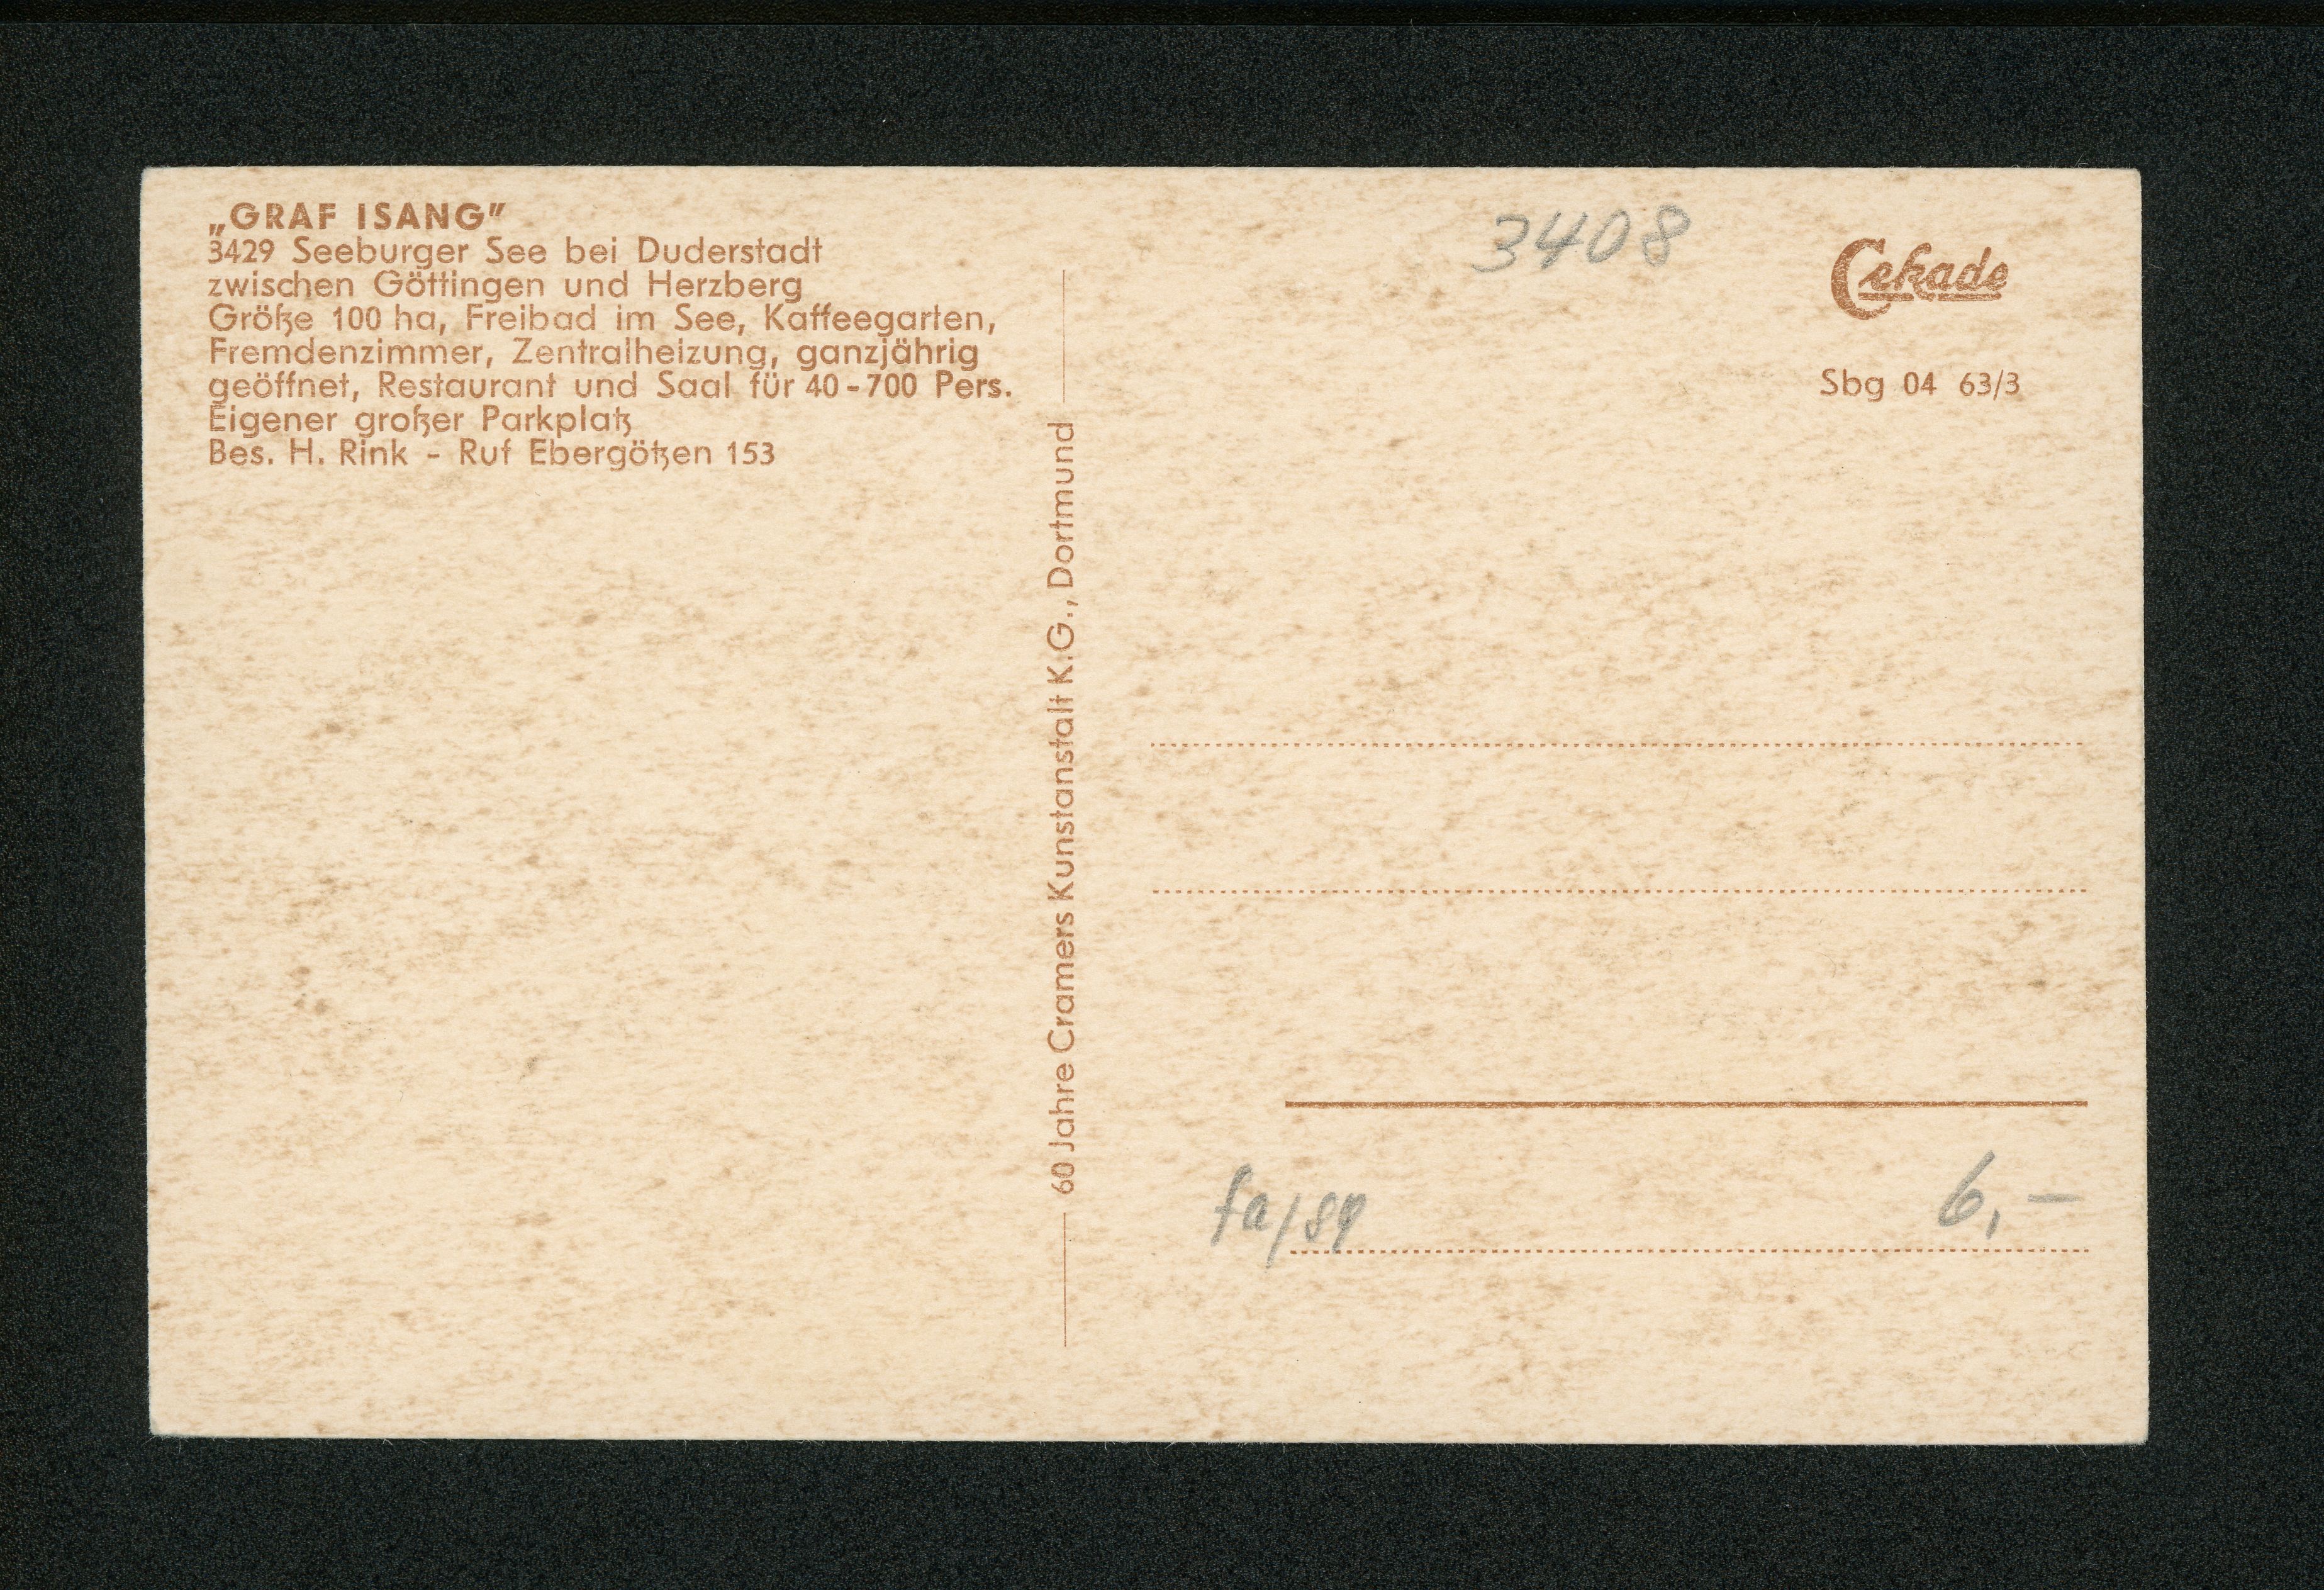 „GRAF ISANG"
3429 Seeburger See bei Duderstadt
zwischen Göttingen und Herzberg
Größe 100 ha, Freibad im See, Kaffeegarten,
Fremdenzimmer, Zentralheizung, ganzjährig
geöffnet, Restaurant und Saal für 40-700 Pers.
Eigener großer Parkplatz
Bes. H. Rink - Ruf Ebergötzen 153
60 Jahre Cramers Kunstanstalt K.G., Dortmund
3408
Cekade
Sbg 04 63/3
6,-